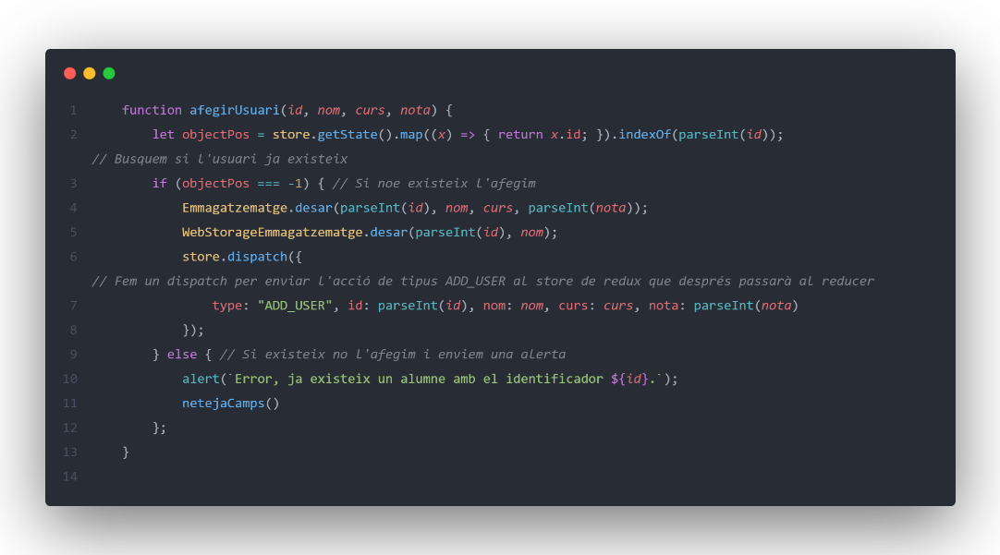 1 function afegirUsuari(id, nom, curs, nota) {
2 let objectPos = store.getState().map((x) => { return x.id; }).indexOf(parseInt(id));
// Busquem si l'usuari ja existeix
3 if (objectPos === -1) { // Si noe existeix l'afegim
4 Emmagatzematge.desar(parseInt(id), nom, curs, parseInt(nota));
5 WebStorageEmmagatzematge.desar(parseInt(id), nom);
6 store.dispatch({
// Fem un dispatch per enviar l'acció de tipus ADD_USER al store de redux que després passarà al reducer
7 type: "ADD_USER", id: parseInt(id), nom: nom, curs: curs, nota: parseInt(nota)
8 });
9 } else { // Si existeix no l'afegim i enviem una alerta
10 alert(`Error, ja existeix un alumne amb el identificador ${id}.`);
11 netejaCamps()
12 };
13 }
14